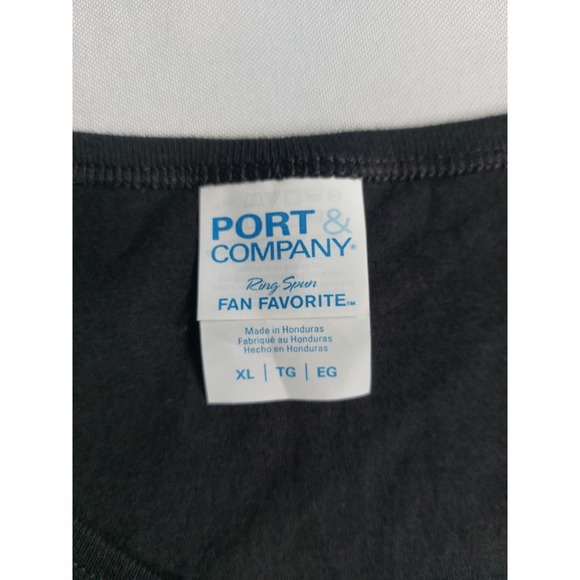 PORT &
COMPANY®
Ring Spun
FAN FAVORITE™
Made in Honduras
Fabriqué au Honduras
Hecho en Honduras
XL | TG | EG